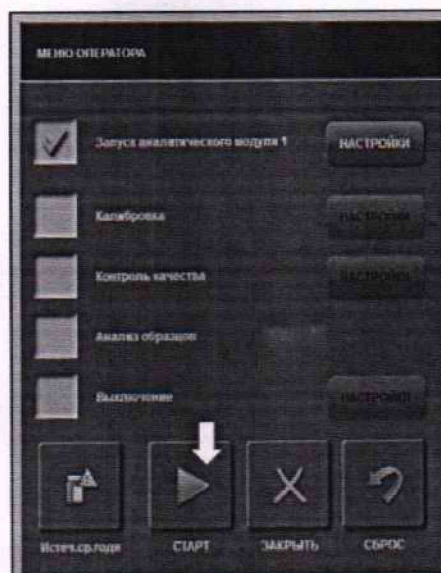 МЕНЮ ОПЕРАТОРА
Запуск аналитического модуля 1
НАСТРОЙКИ
Калибровка
НАСТРОЙКИ
Контроль качества
НАСТРОЙКИ
Анализ образцов
Выключение
НАСТРОЙКИ
Истеч.ср.годн СТАРТ ЗАКРЫТЬ СБРОС